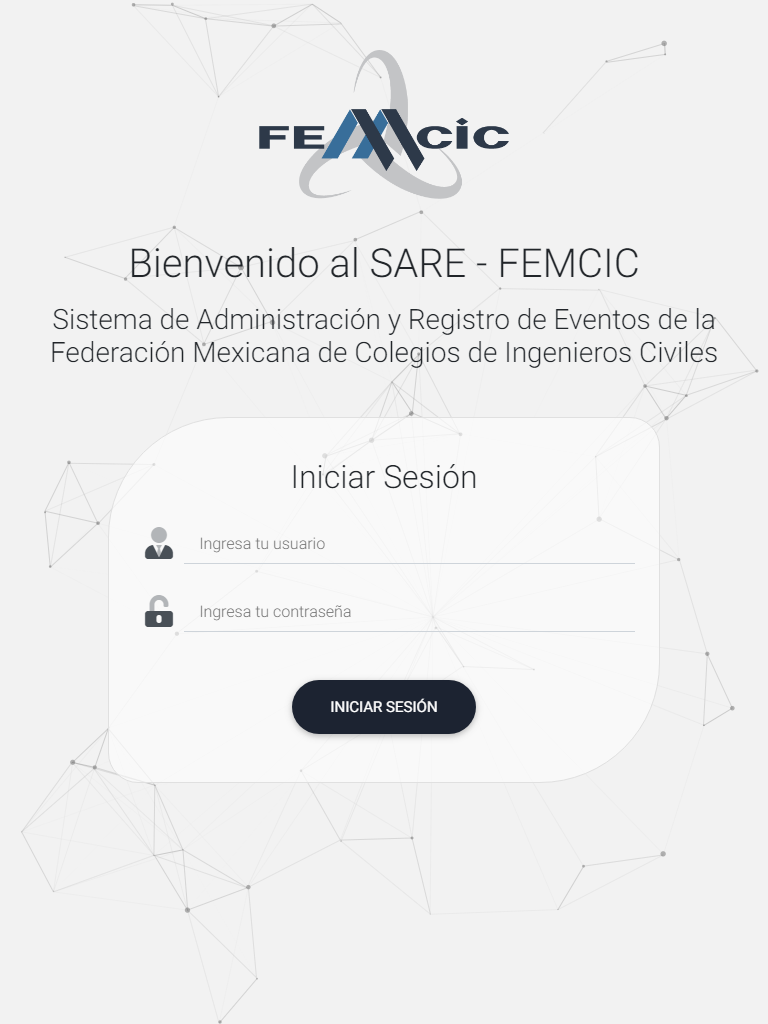 FEMCIC
Bienvenido al SARE - FEMCIC
Sistema de Administración y Registro de Eventos de la
Federación Mexicana de Colegios de Ingenieros Civiles
Iniciar Sesión
Ingresa tu usuario
Ingresa tu contraseña
INICIAR SESIÓN